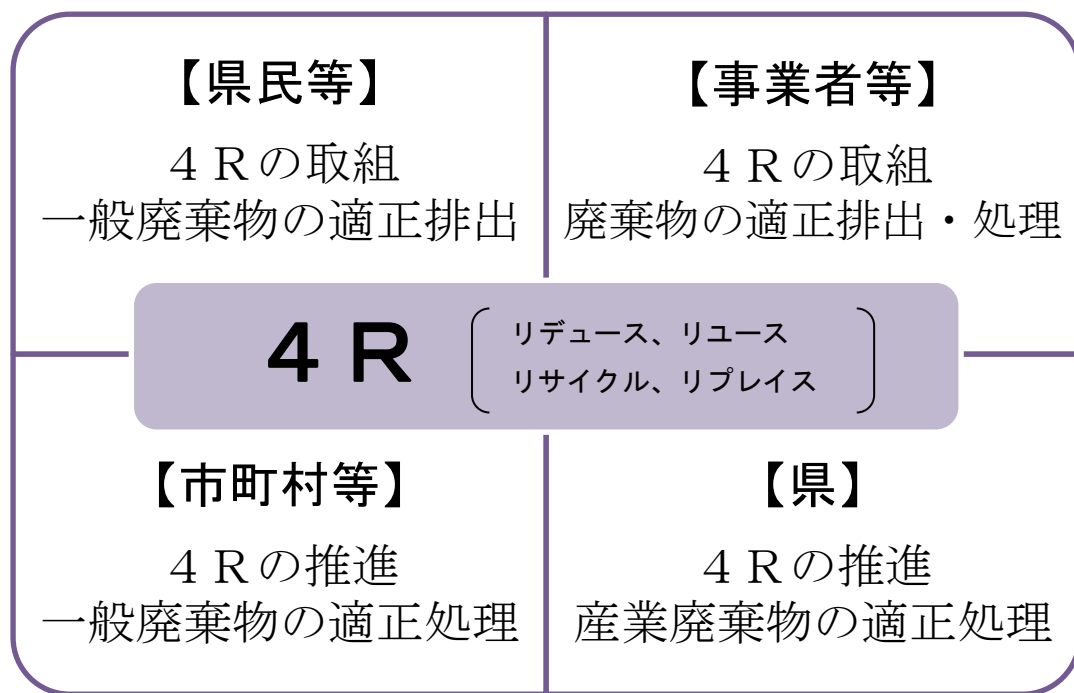 【県民等】
４Ｒの取組
一般廃棄物の適正排出
【事業者等】
４Ｒの取組
廃棄物の適正排出・処理
４Ｒ
リデュース、リユース
リサイクル、リプレイス
【市町村等】
４Ｒの推進
一般廃棄物の適正処理
【県】
４Ｒの推進
産業廃棄物の適正処理